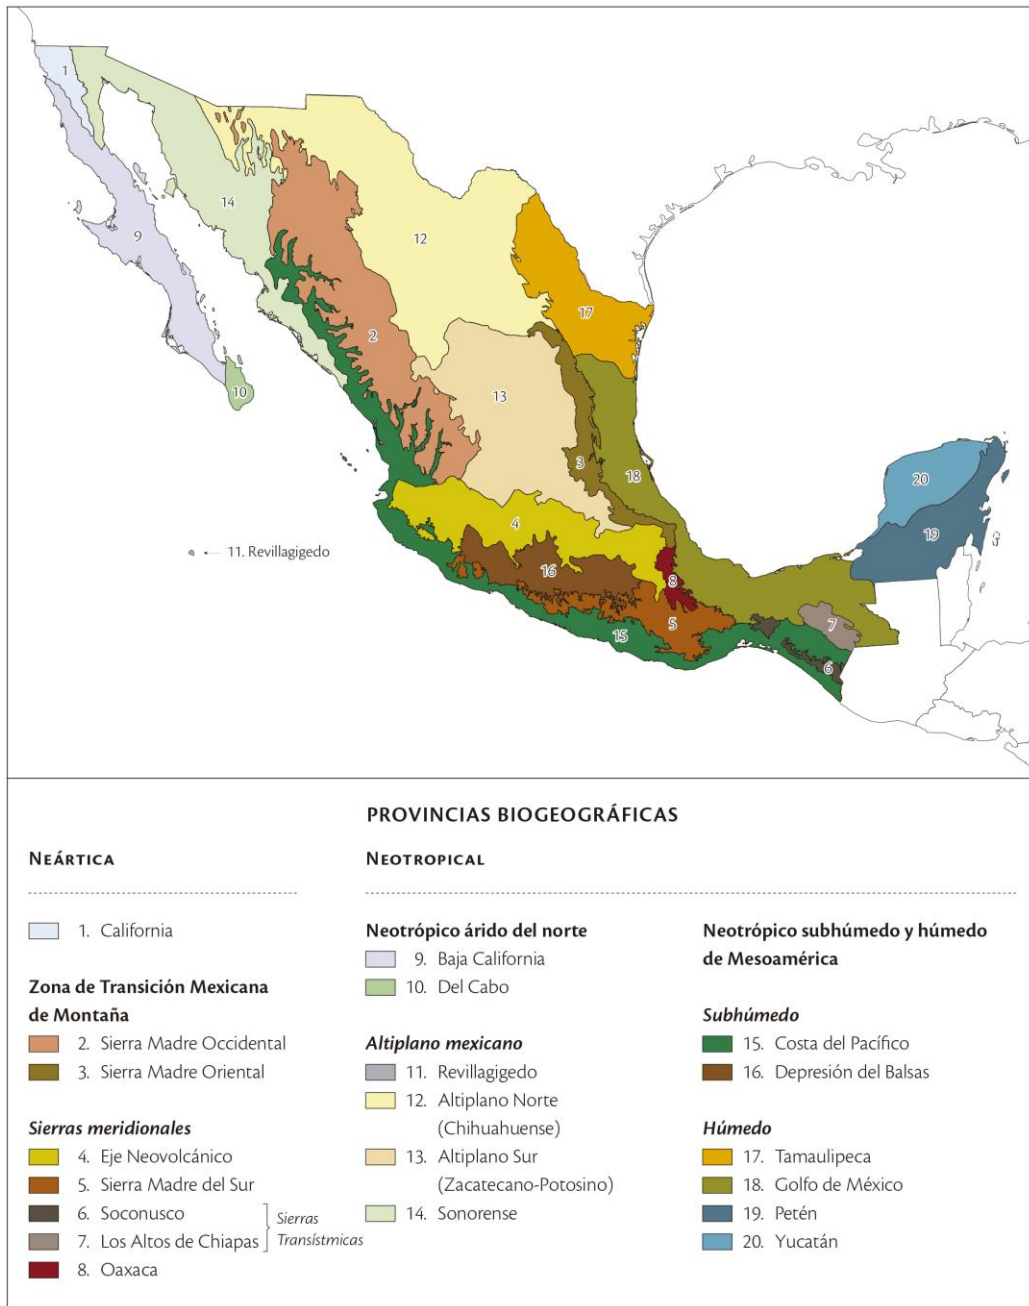 1
14
12
9
17
2
10
13
3
18
20
4
19
11. Revillagigedo
16
8
5
7
15
6
PROVINCIAS BIOGEOGRÁFICAS
NEÁRTICA
1. California
Zona de Transición Mexicana
de Montaña
2. Sierra Madre Occidental
3. Sierra Madre Oriental
Sierras meridionales
4. Eje Neovolcánico
5. Sierra Madre del Sur
6. Soconusco
7. Los Altos de Chiapas
Sierras
Transístmicas
8. Oaxaca
NEOTROPICAL
Neotrópico árido del norte
9. Baja California
10. Del Cabo
Altiplano mexicano
11. Revillagigedo
12. Altiplano Norte
(Chihuahuense)
13. Altiplano Sur
(Zacatecano-Potosino)
14. Sonorense
Neotrópico subhúmedo y húmedo
de Mesoamérica
Subhúmedo
15. Costa del Pacífico
16. Depresión del Balsas
Húmedo
17. Tamaulipeca
18. Golfo de México
19. Petén
20. Yucatán